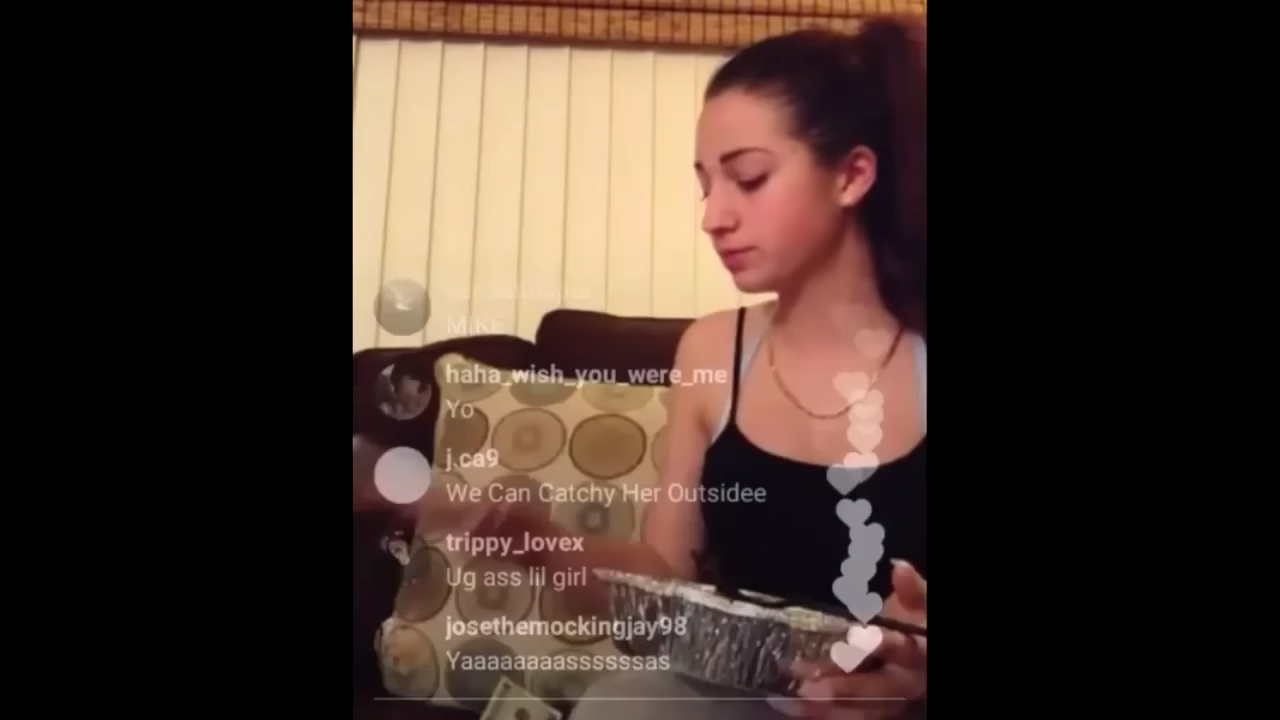 MIKE
haha_wish_you_were_me
Yo
j.ca9
We Can Catchy Her Outsidee
trippy_lovex
Ug ass lil girl
josethemockingjay98
Yaaaaaaaasssssssas